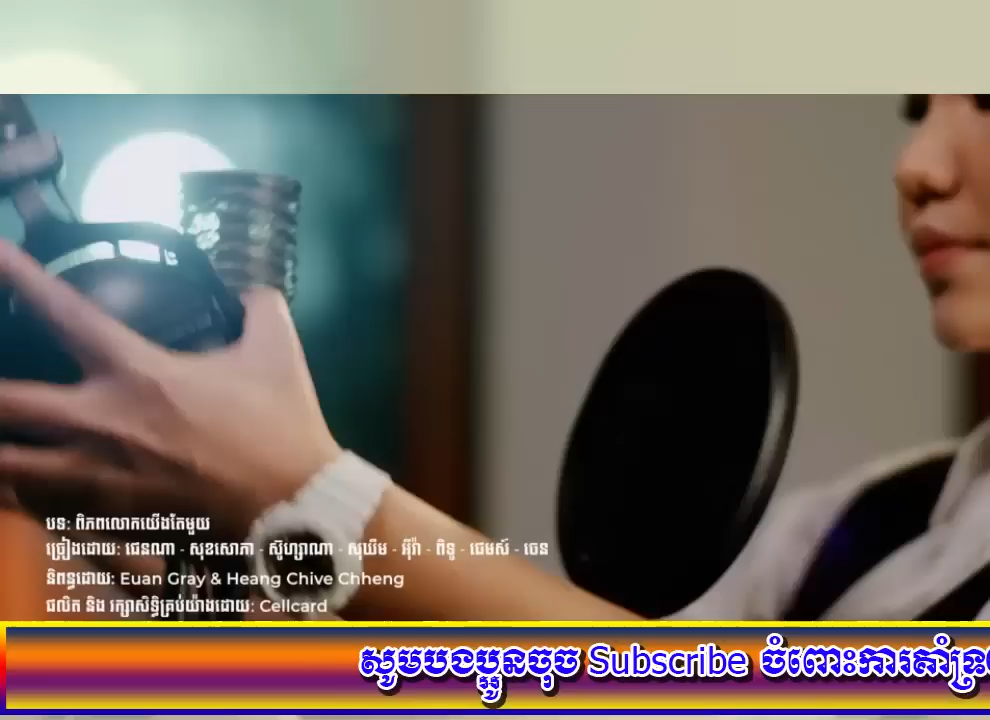 បទ: ពិភពលោកយើងតែមួយ
ច្រៀងដោយ: ជេនណា - សុខសោភា - ស៊ូហ្សាណា - សុឃីម - អ៊ីវ៉ា - ពិទូ - ជេមស៍ - ចេន
និពន្ធដោយ: Euan Gray & Heang Chive Chheng
ផលិត និង រក្សាសិទ្ធិគ្រប់យ៉ាងដោយ: Cellcard
សូមបងប្អូនចុច Subscribe ចំពោះការគាំទ្រ